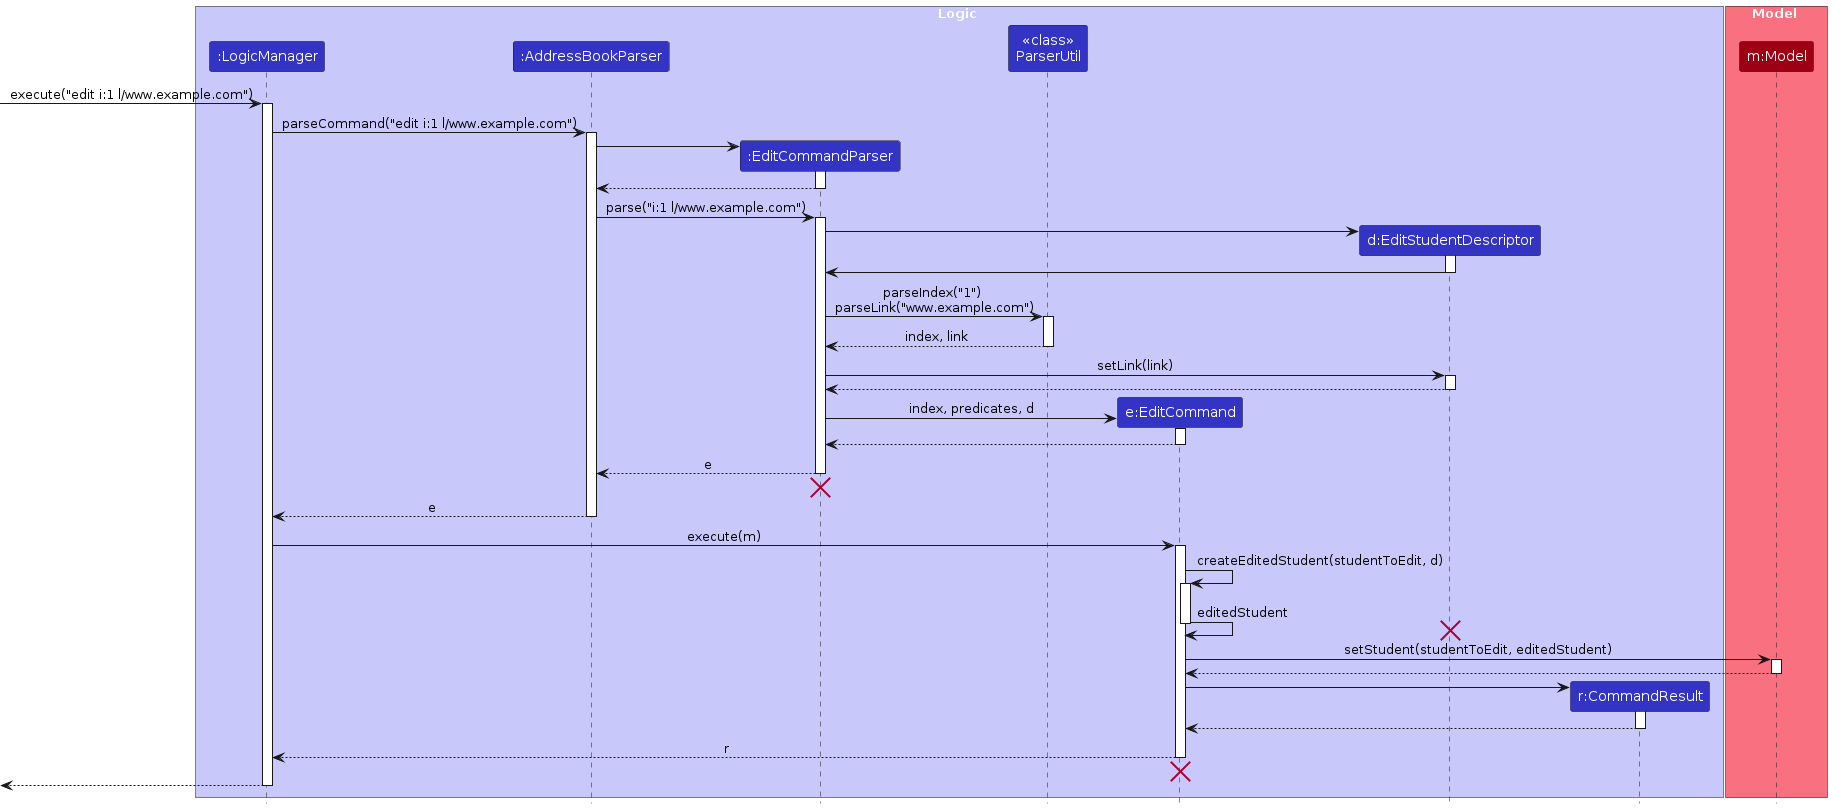 Logic
Model
:LogicManager
:AddressBookParser
«class»
ParserUtil
m:Model
execute("edit i:1 l/www.example.com")
parseCommand("edit i:1 l/www.example.com")
:EditCommandParser
parse("i:1 l/www.example.com")
d:EditStudentDescriptor
parseIndex("1")
parseLink("www.example.com")
index, link
setLink(link)
index, predicates, d
e:EditCommand
e
e
execute(m)
createEditedStudent(studentToEdit, d)
editedStudent
setStudent(studentToEdit, editedStudent)
r:CommandResult
r